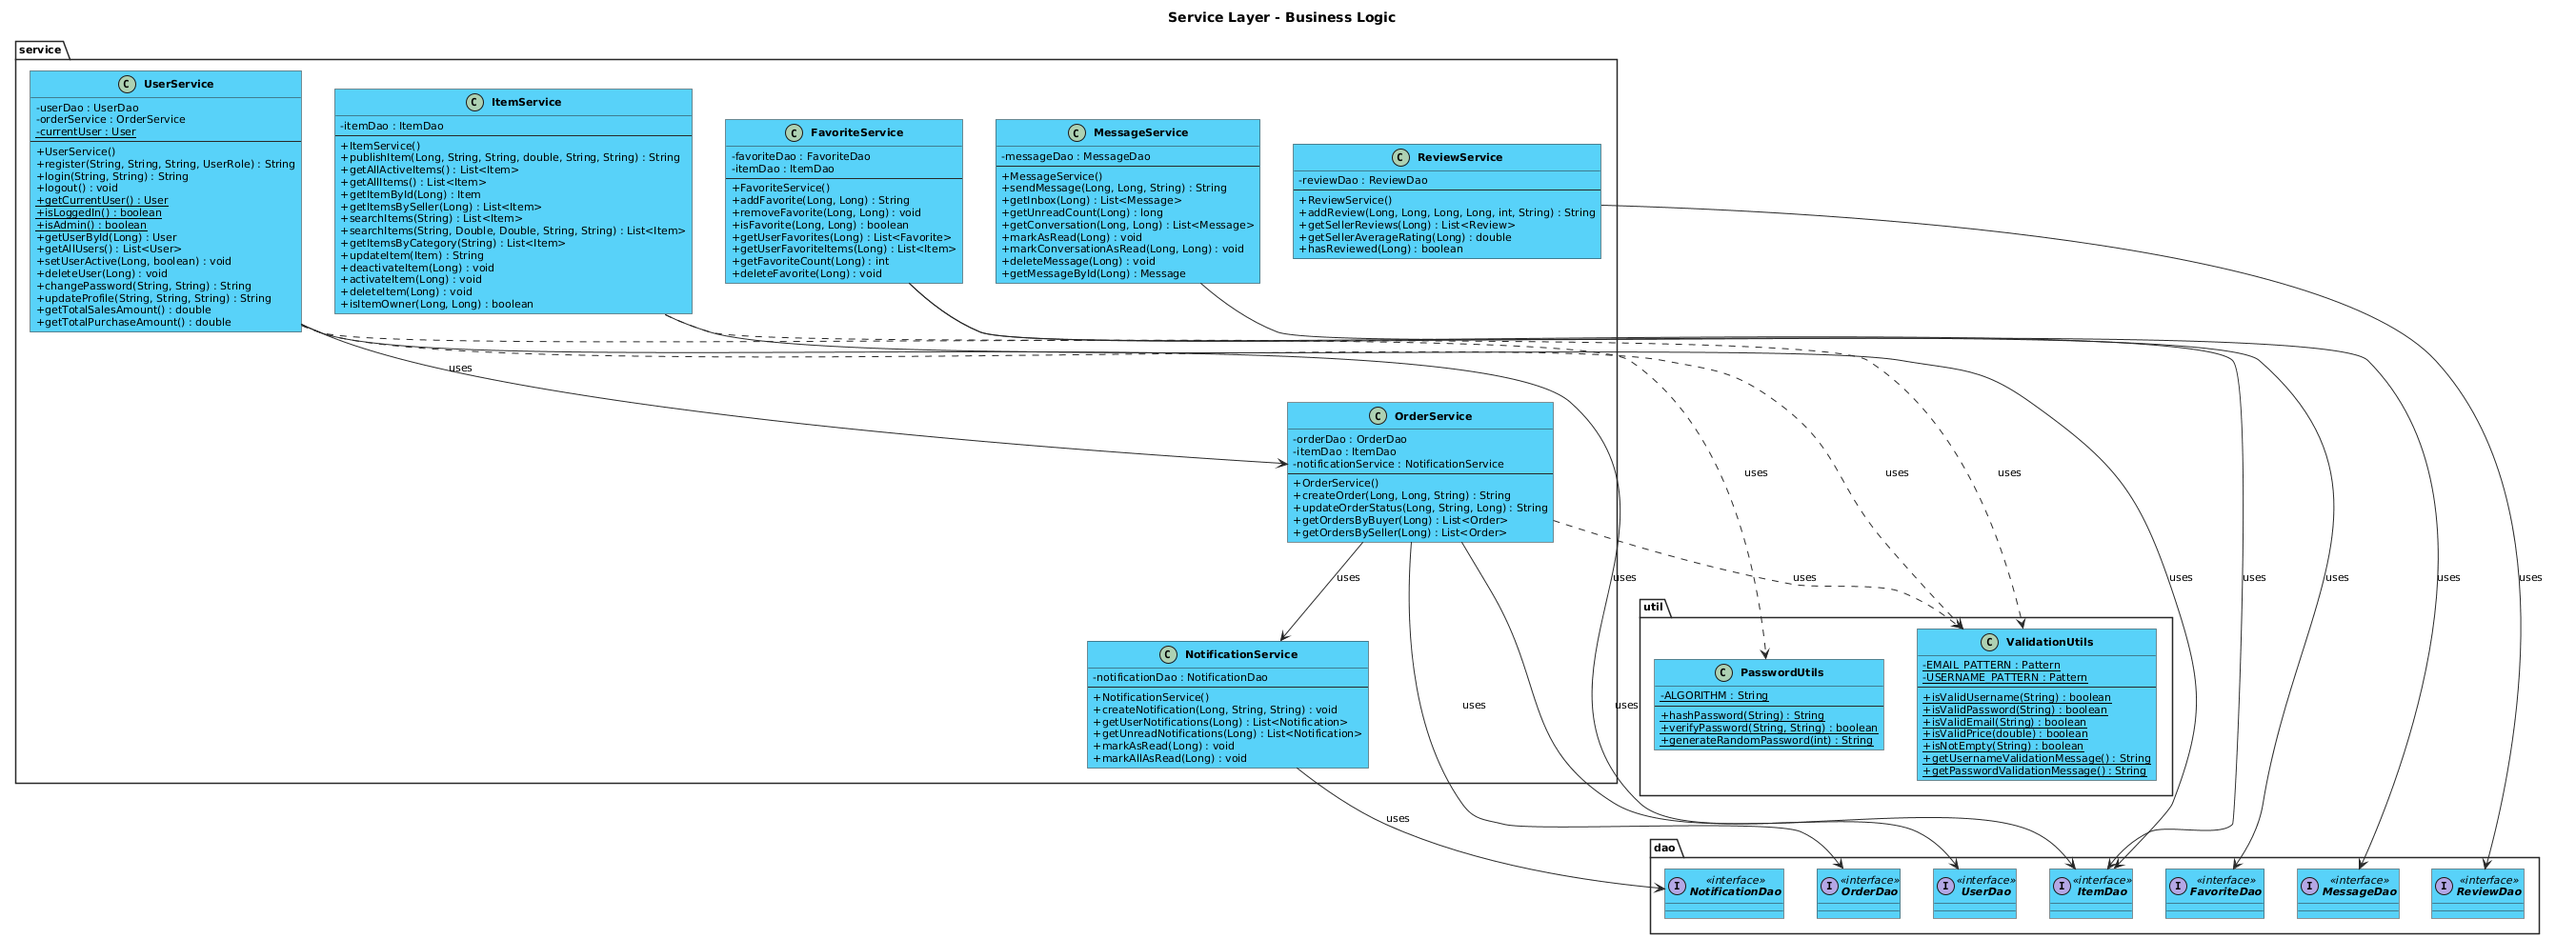 Service Layer - Business Logic
service
C UserService
-userDao : UserDao
-orderService : OrderService
-currentUser : User
+UserService()
+register(String, String, String, UserRole) : String
+login(String, String) : String
+logout() : void
+getCurrentUser() : User
+isLoggedIn() : boolean
+isAdmin() : boolean
+getUserById(Long) : User
+getAllUsers() : List<User>
+setUserActive(Long, boolean) : void
+deleteUser(Long) : void
+changePassword(String, String) : String
+updateProfile(String, String, String) : String
+getTotalSalesAmount() : double
+getTotalPurchaseAmount() : double
C ItemService
-itemDao : ItemDao
+ItemService()
+publishItem(Long, String, String, double, String, String) : String
+getAllActiveItems() : List<Item>
+getAllItems() : List<Item>
+getItemById(Long) : Item
+getItemsBySeller(Long) : List<Item>
+searchItems(String) : List<Item>
+searchItems(String, Double, Double, String, String) : List<Item>
+getItemsByCategory(String) : List<Item>
+updateItem(Item) : String
+deactivateItem(Long) : void
+activateItem(Long) : void
+deleteItem(Long) : void
+isItemOwner(Long, Long) : boolean
C FavoriteService
-favoriteDao : FavoriteDao
-itemDao : ItemDao
+FavoriteService()
+addFavorite(Long, Long) : String
+removeFavorite(Long, Long) : void
+isFavorite(Long, Long) : boolean
+getUserFavorites(Long) : List<Favorite>
+getUserFavoriteItems(Long) : List<Item>
+getFavoriteCount(Long) : int
+deleteFavorite(Long) : void
C MessageService
-messageDao : MessageDao
+MessageService()
+sendMessage(Long, Long, String) : String
+getInbox(Long) : List<Message>
+getUnreadCount(Long) : long
+getConversation(Long, Long) : List<Message>
+markAsRead(Long) : void
+markConversationAsRead(Long, Long) : void
+deleteMessage(Long) : void
+getMessageById(Long) : Message
C ReviewService
-reviewDao : ReviewDao
+ReviewService()
+addReview(Long, Long, Long, Long, int, String) : String
+getSellerReviews(Long) : List<Review>
+getSellerAverageRating(Long) : double
+hasReviewed(Long) : boolean
uses
C OrderService
-orderDao : OrderDao
-itemDao : ItemDao
-notificationService : NotificationService
+OrderService()
+createOrder(Long, Long, String) : String
+updateOrderStatus(Long, String, Long) : String
+getOrdersByBuyer(Long) : List<Order>
+getOrdersBySeller(Long) : List<Order>
uses
uses
uses
uses
uses
uses
uses
uses
uses
uses
uses
C NotificationService
-notificationDao : NotificationDao
+NotificationService()
+createNotification(Long, String, String) : void
+getUserNotifications(Long) : List<Notification>
+getUnreadNotifications(Long) : List<Notification>
+markAsRead(Long) : void
+markAllAsRead(Long) : void
uses
uses
util
C PasswordUtils
-ALGORITHM : String
+hashPassword(String) : String
+verifyPassword(String, String) : boolean
+generateRandomPassword(int) : String
C ValidationUtils
-EMAIL_PATTERN : Pattern
-USERNAME_PATTERN : Pattern
+isValidUsername(String) : boolean
+isValidPassword(String) : boolean
+isValidEmail(String) : boolean
+isValidPrice(double) : boolean
+isNotEmpty(String) : boolean
+getUsernameValidationMessage() : String
+getPasswordValidationMessage() : String
uses
dao
I «interface»
NotificationDao
I «interface»
OrderDao
I «interface»
UserDao
I «interface»
ItemDao
I «interface»
FavoriteDao
I «interface»
MessageDao
I «interface»
ReviewDao